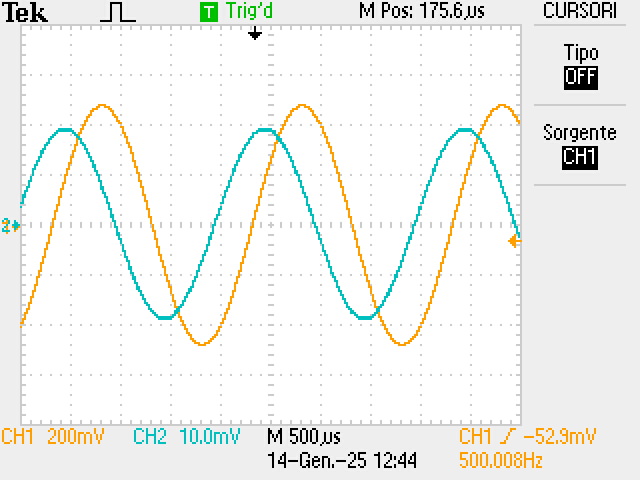 Tek T Trig'd M Pos: 175.6µs CURSORI
Tipo
OFF
Sorgente
CH1
2
CH1 200mV CH2 10.0mV M 500µs CH1 -52.9mV
14-Gen.-25 12:44 500.008Hz